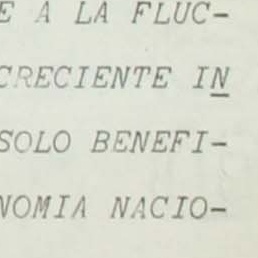 E A LA FLUC-
CRECIENTE IN
SOLO BENEFI-
NOMIA NACIO-